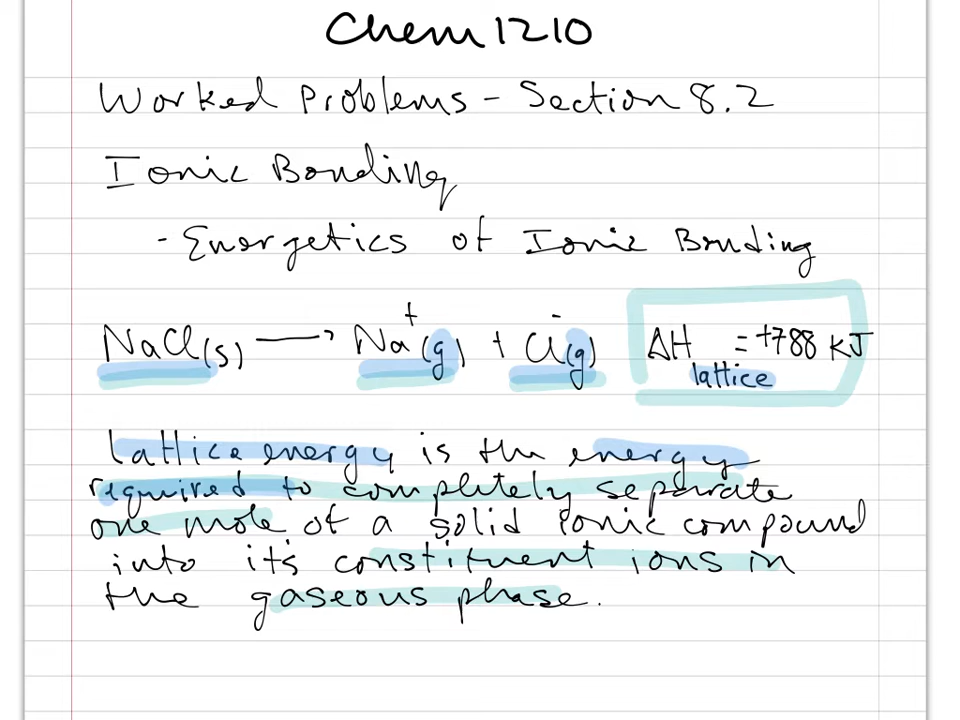 Chem 1210
Worked Problems - Section 8.2
Ionic Bonding
- Energetics of Ionic Bonding
NaCl(s) → Na⁺(g) + Cl⁻(g) ΔH lattice = +788 KJ
Lattice energy is the energy
required to completely separate
one mole of a solid ionic compound
into its constituent ions in
the gaseous phase.